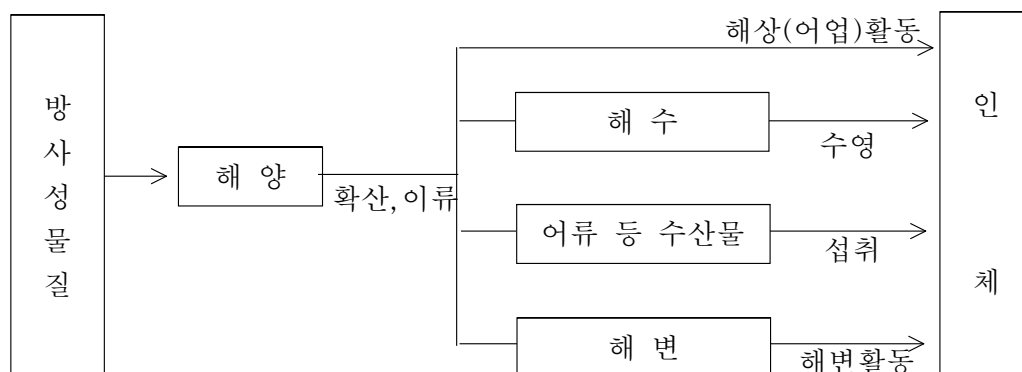 해상(어업)활동
방사성물질
인체
해 수
수영
해 양
확산,이류
어류 등 수산물
섭취
해 변
해변활동